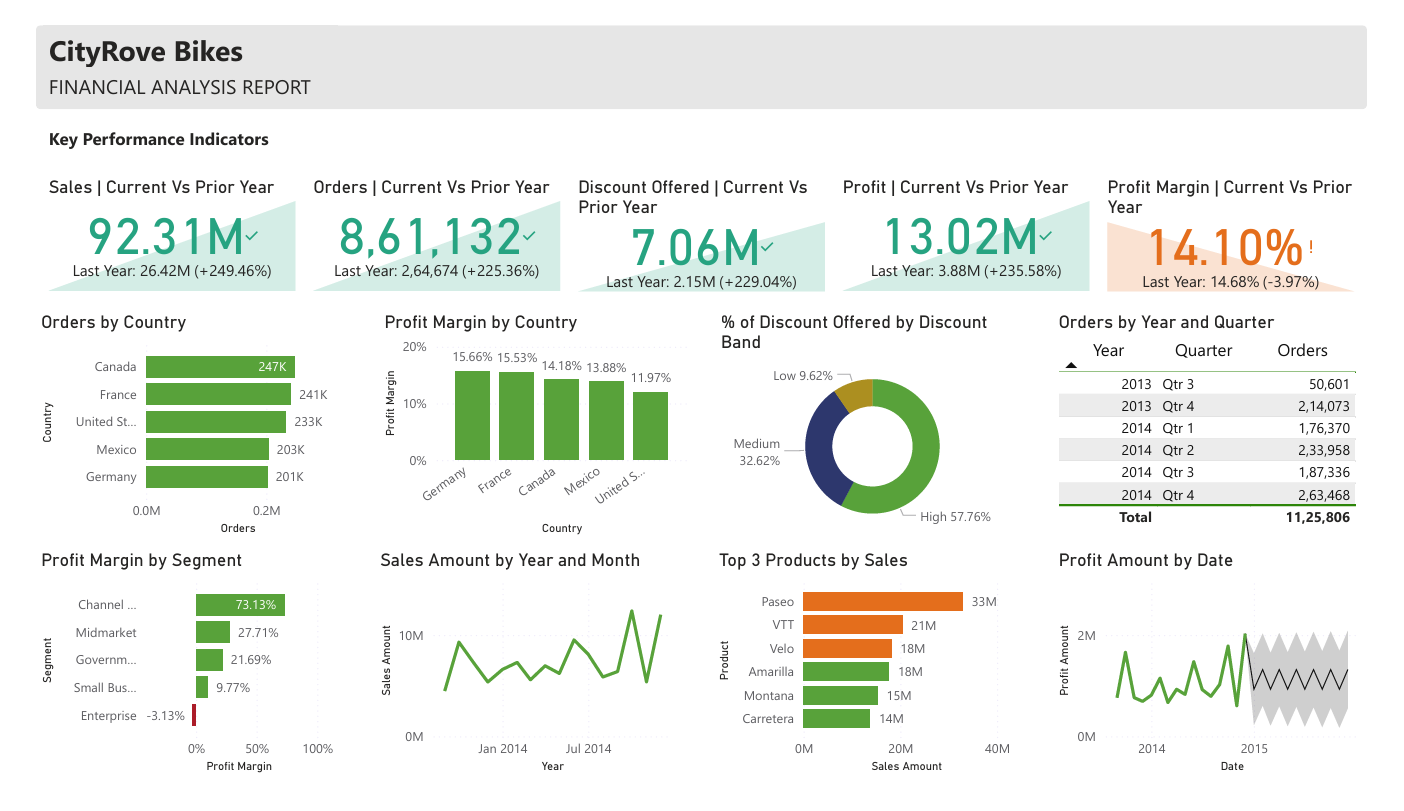 CityRove Bikes
FINANCIAL ANALYSIS REPORT
Key Performance Indicators
Sales | Current Vs Prior Year
92.31M
Last Year: 26.42M (+249.46%)
Orders | Current Vs Prior Year
8,61,132
Last Year: 2,64,674 (+225.36%)
Discount Offered | Current Vs
Prior Year
7.06M
Last Year: 2.15M (+229.04%)
Profit | Current Vs Prior Year
13.02M
Last Year: 3.88M (+235.58%)
Profit Margin | Current Vs Prior
Year
14.10% !
Last Year: 14.68% (-3.97%)
Orders by Country
Country
Canada 247K
France 241K
United St... 233K
Mexico 203K
Germany 201K
0.0M 0.2M
Orders
Profit Margin by Country
Profit Margin
20%
10%
0%
15.66% 15.53% 14.18% 13.88% 11.97%
Germany France Canada Mexico United S...
Country
% of Discount Offered by Discount
Band
Low 9.62%
Medium
32.62%
High 57.76%
Orders by Year and Quarter
Year Quarter Orders
2013 Qtr 3 50,601
2013 Qtr 4 2,14,073
2014 Qtr 1 1,76,370
2014 Qtr 2 2,33,958
2014 Qtr 3 1,87,336
2014 Qtr 4 2,63,468
Total 11,25,806
Profit Margin by Segment
Segment
Channel ... 73.13%
Midmarket 27.71%
Governm... 21.69%
Small Bus... 9.77%
Enterprise -3.13%
0% 50% 100%
Profit Margin
Sales Amount by Year and Month
Sales Amount
10M
0M
Jan 2014 Jul 2014
Year
Top 3 Products by Sales
Product
Paseo 33M
VTT 21M
Velo 18M
Amarilla 18M
Montana 15M
Carretera 14M
0M 20M 40M
Sales Amount
Profit Amount by Date
Profit Amount
2M
0M
2014 2015
Date